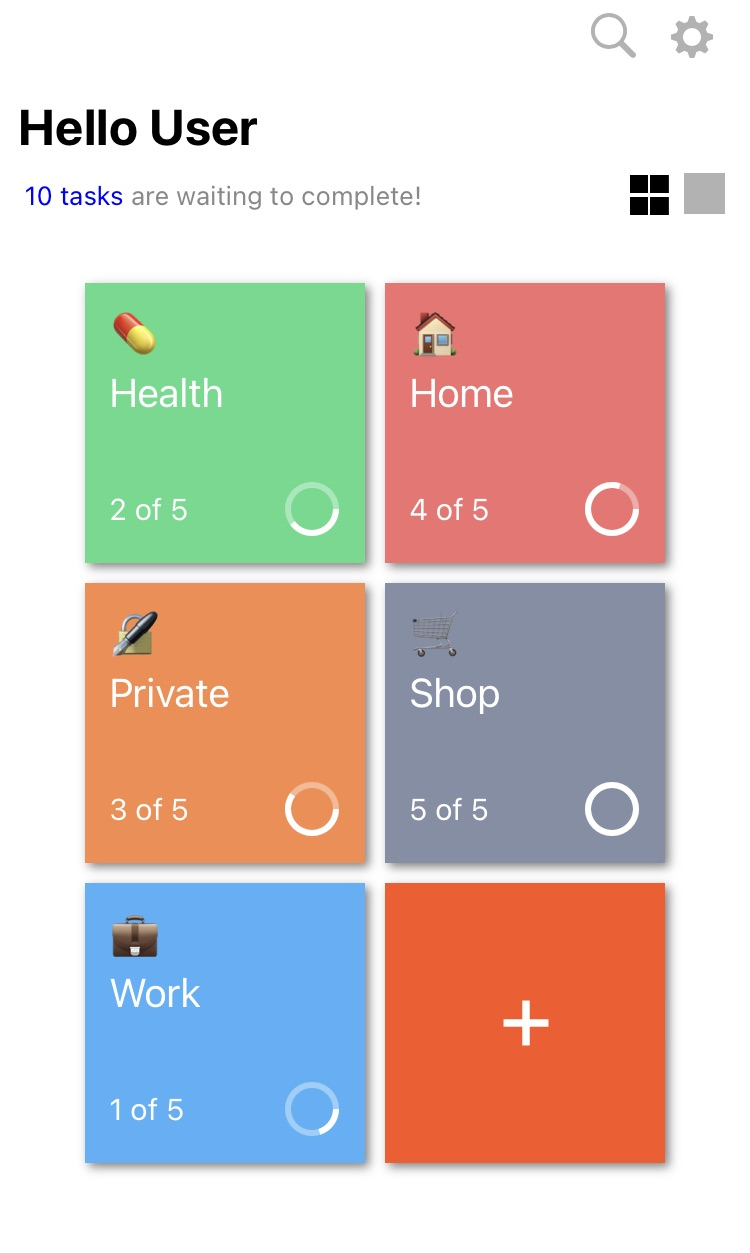 Hello User
10 tasks are waiting to complete!
Health
2 of 5
Home
4 of 5
Private
3 of 5
Shop
5 of 5
Work
1 of 5
+